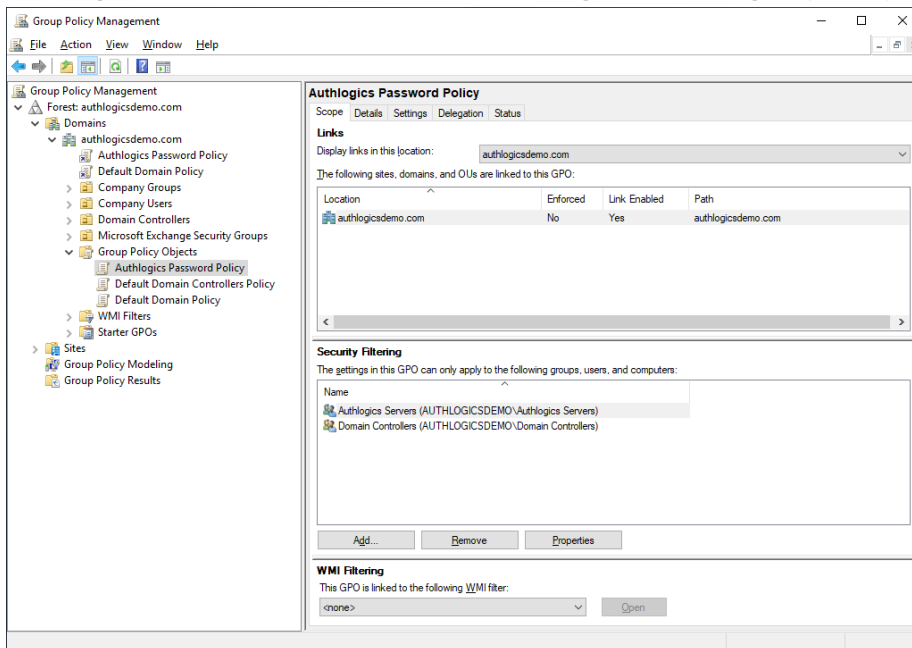 Group Policy Management
File Action View Window Help
Group Policy Management
Forest: authlogicsdemo.com
Domains
authlogicsdemo.com
Authlogics Password Policy
Default Domain Policy
Company Groups
Company Users
Domain Controllers
Microsoft Exchange Security Groups
Group Policy Objects
Authlogics Password Policy
Default Domain Controllers Policy
Default Domain Policy
WMI Filters
Starter GPOs
Sites
Group Policy Modeling
Group Policy Results
Authlogics Password Policy
Scope Details Settings Delegation Status
Links
Display links in this location: authlogicsdemo.com
The following sites, domains, and OUs are linked to this GPO:
Location Enforced Link Enabled Path
authlogicsdemo.com No Yes authlogicsdemo.com
Security Filtering
The settings in this GPO can only apply to the following groups, users, and computers:
Name
Authlogics Servers (AUTHLOGICSDEMO\Authlogics Servers)
Domain Controllers (AUTHLOGICSDEMO\Domain Controllers)
Add... Remove Properties
WMI Filtering
This GPO is linked to the following WMI filter:
<none> Open